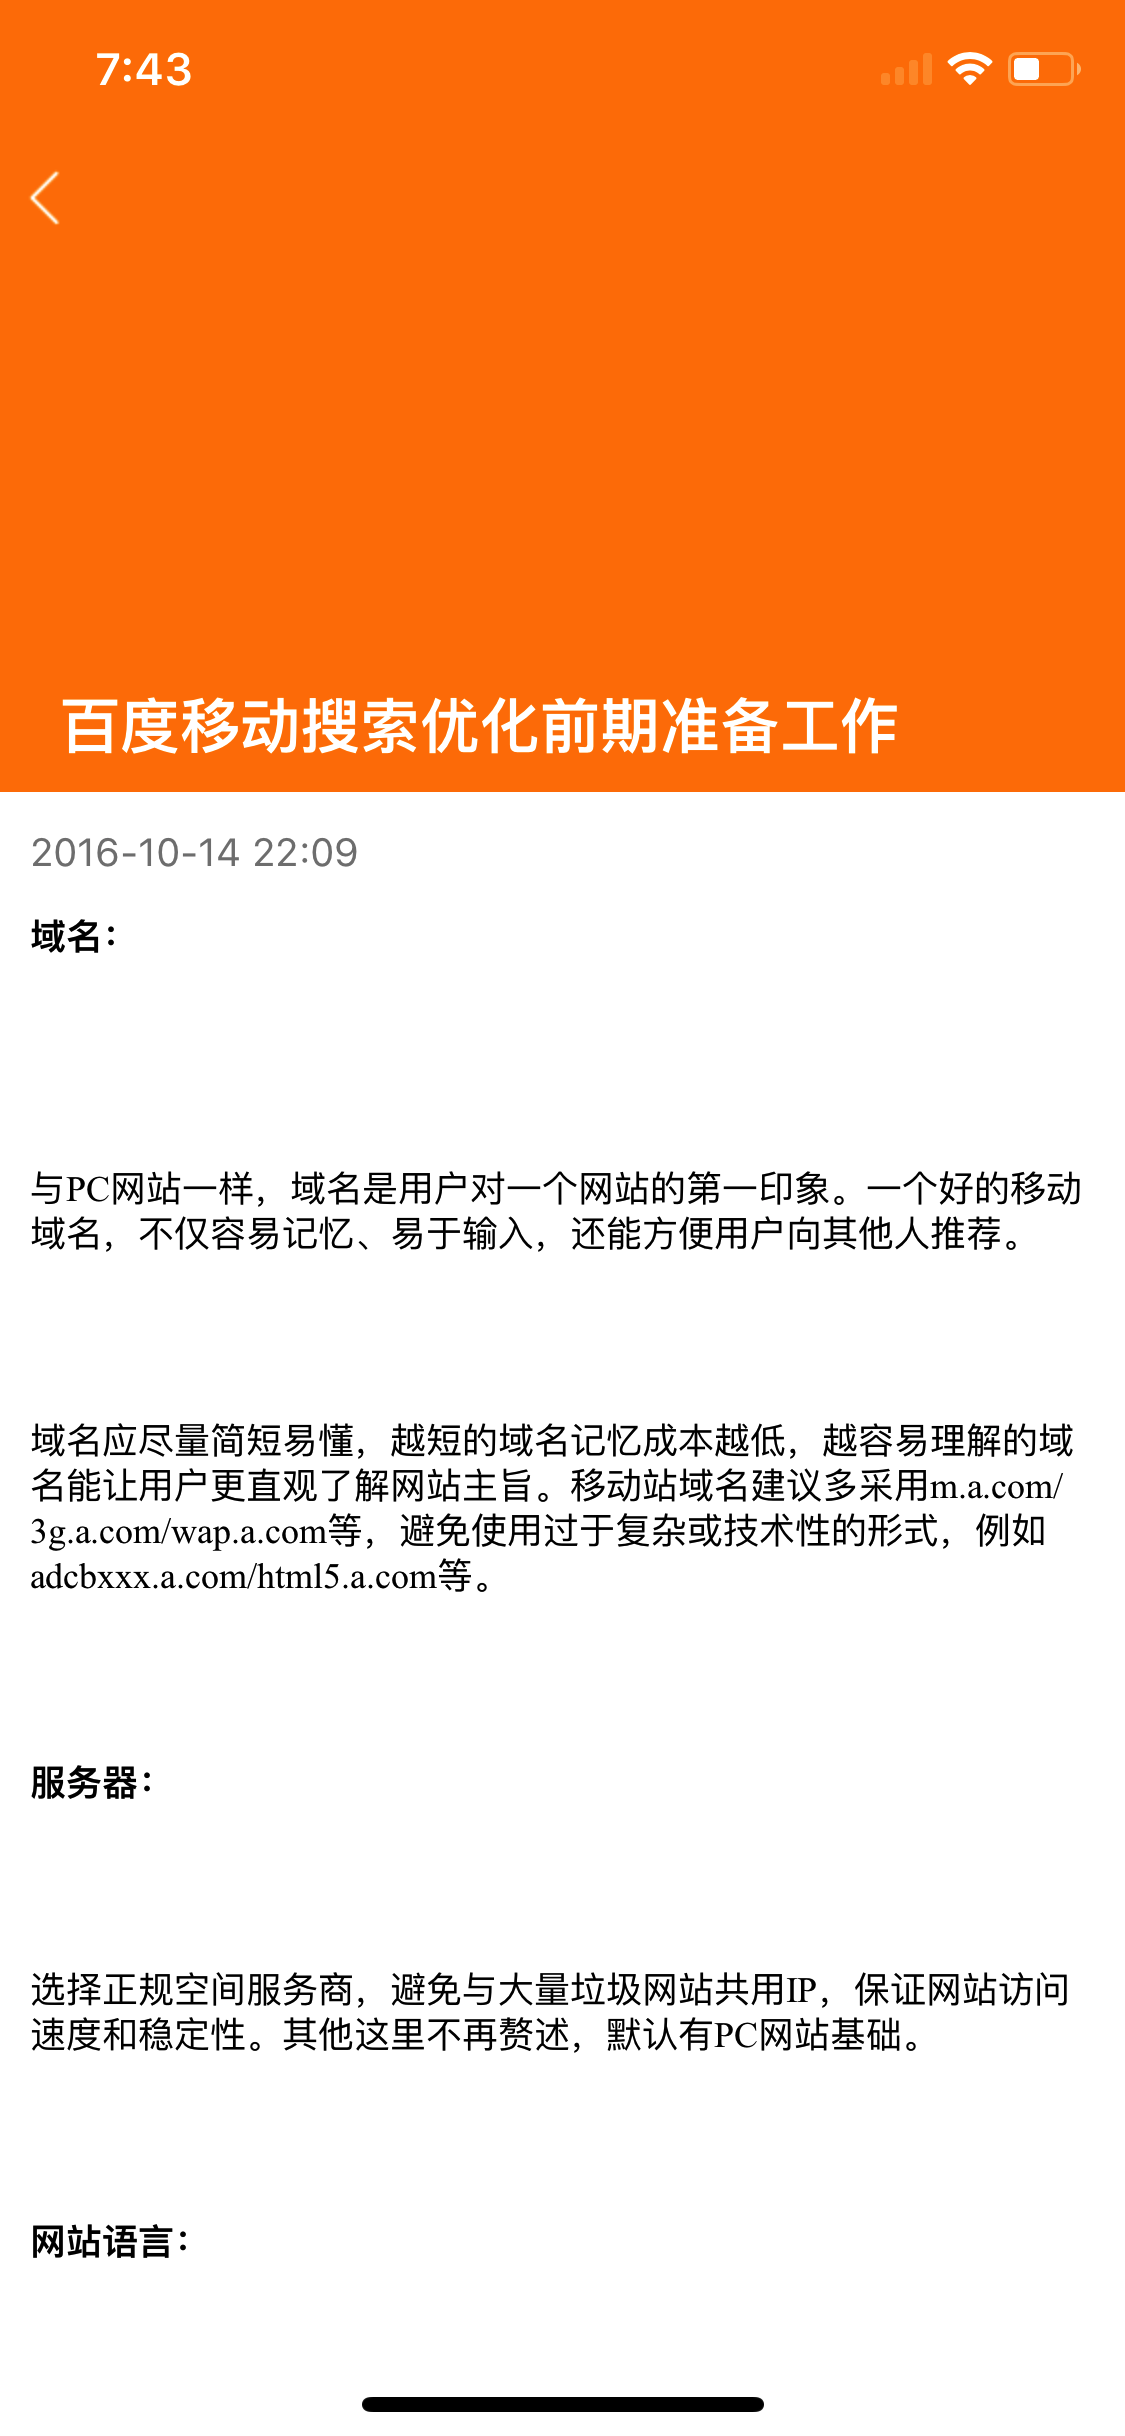 7:43
百度移动搜索优化前期准备工作
2016-10-14 22:09
域名：
与PC网站一样，域名是用户对一个网站的第一印象。一个好的移动
域名，不仅容易记忆、易于输入，还能方便用户向其他人推荐。
域名应尽量简短易懂，越短的域名记忆成本越低，越容易理解的域
名能让用户更直观了解网站主旨。移动站域名建议多采用m.a.com/
3g.a.com/wap.a.com等，避免使用过于复杂或技术性的形式，例如
adcbxxx.a.com/html5.a.com等。
服务器：
选择正规空间服务商，避免与大量垃圾网站共用IP，保证网站访问
速度和稳定性。其他这里不再赘述，默认有PC网站基础。
网站语言：